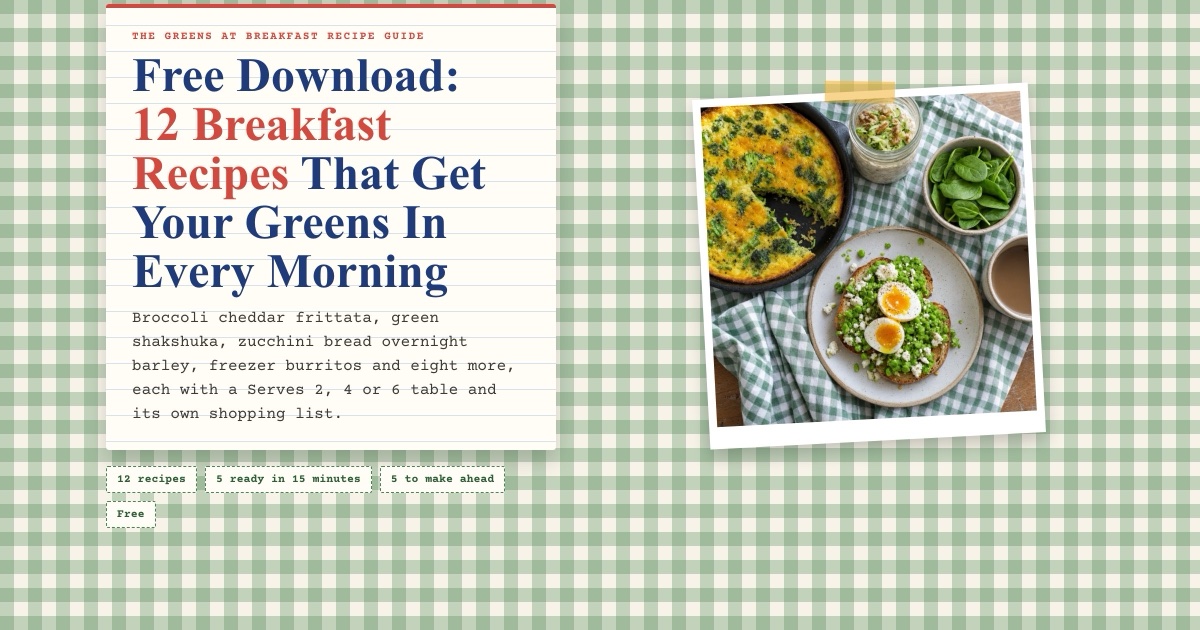 THE GREENS AT BREAKFAST RECIPE GUIDE
Free Download:
12 Breakfast
Recipes That Get
Your Greens In
Every Morning
Broccoli cheddar frittata, green
shakshuka, zucchini bread overnight
barley, freezer burritos and eight more,
each with a Serves 2, 4 or 6 table and
its own shopping list.
12 recipes
5 ready in 15 minutes
5 to make ahead
Free